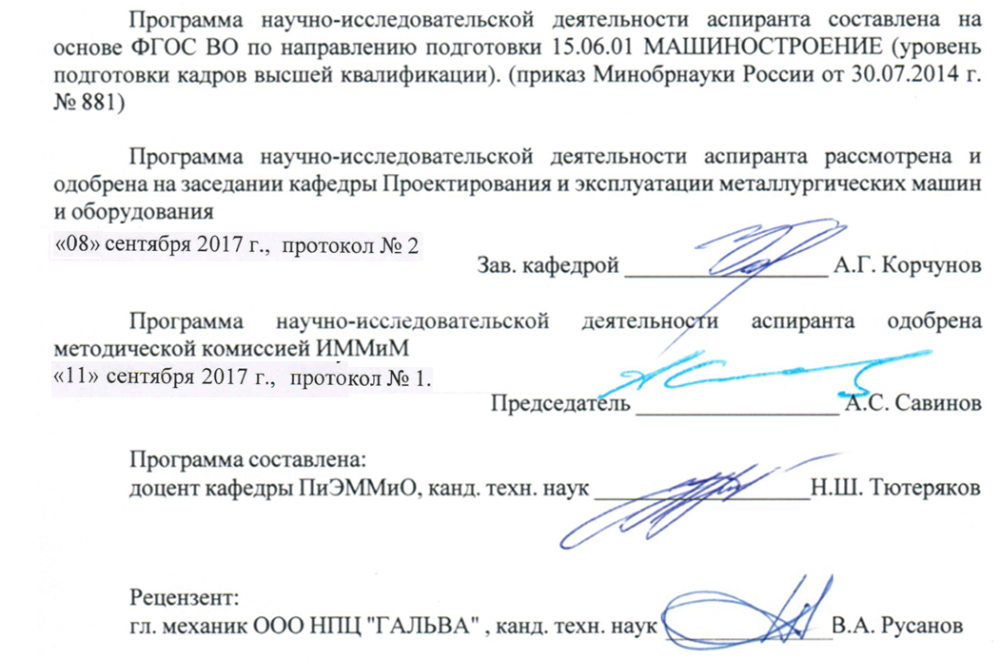 Программа научно-исследовательской деятельности аспиранта составлена на
основе ФГОС ВО по направлению подготовки 15.06.01 МАШИНОСТРОЕНИЕ (уровень
подготовки кадров высшей квалификации). (приказ Минобрнауки России от 30.07.2014 г.
№ 881)
Программа научно-исследовательской деятельности аспиранта рассмотрена и
одобрена на заседании кафедры Проектирования и эксплуатации металлургических машин
и оборудования
«08» сентября 2017 г., протокол № 2
Зав. кафедрой _________________ А.Г. Корчунов
Программа научно-исследовательской деятельности аспиранта одобрена
методической комиссией ИММиМ
«11» сентября 2017 г., протокол № 1.
Председатель _________________ А.С. Савинов
Программа составлена:
доцент кафедры ПиЭММиО, канд. техн. наук __________________Н.Ш. Тютеряков
Рецензент:
гл. механик ООО НПЦ "ГАЛЬВА" , канд. техн. наук ______________В.А. Русанов